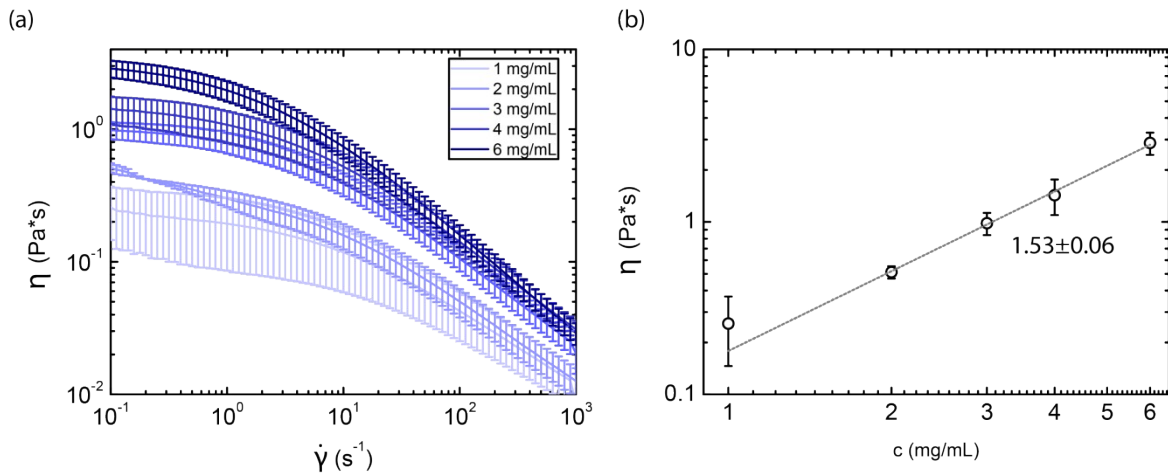 (a)
η (Pa*s)
10⁰
10⁻¹
10⁻²
10⁻¹ 10⁰ 10¹ 10² 10³
γ̇ (s⁻¹)
1 mg/mL
2 mg/mL
3 mg/mL
4 mg/mL
6 mg/mL
(b)
η (Pa*s)
10
1
0.1
1 2 3 4 5 6
c (mg/mL)
1.53±0.06